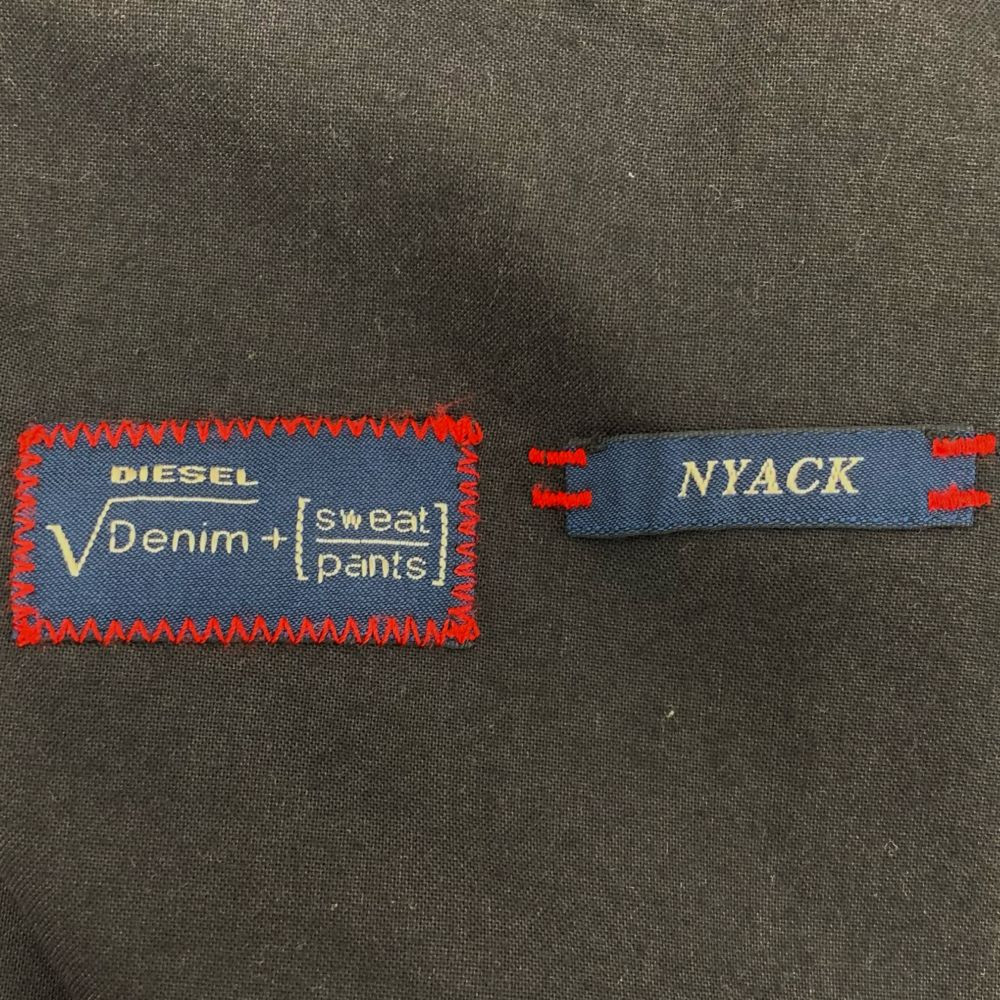 DIESEL
√Denim + [sweat
pants]
NYACK